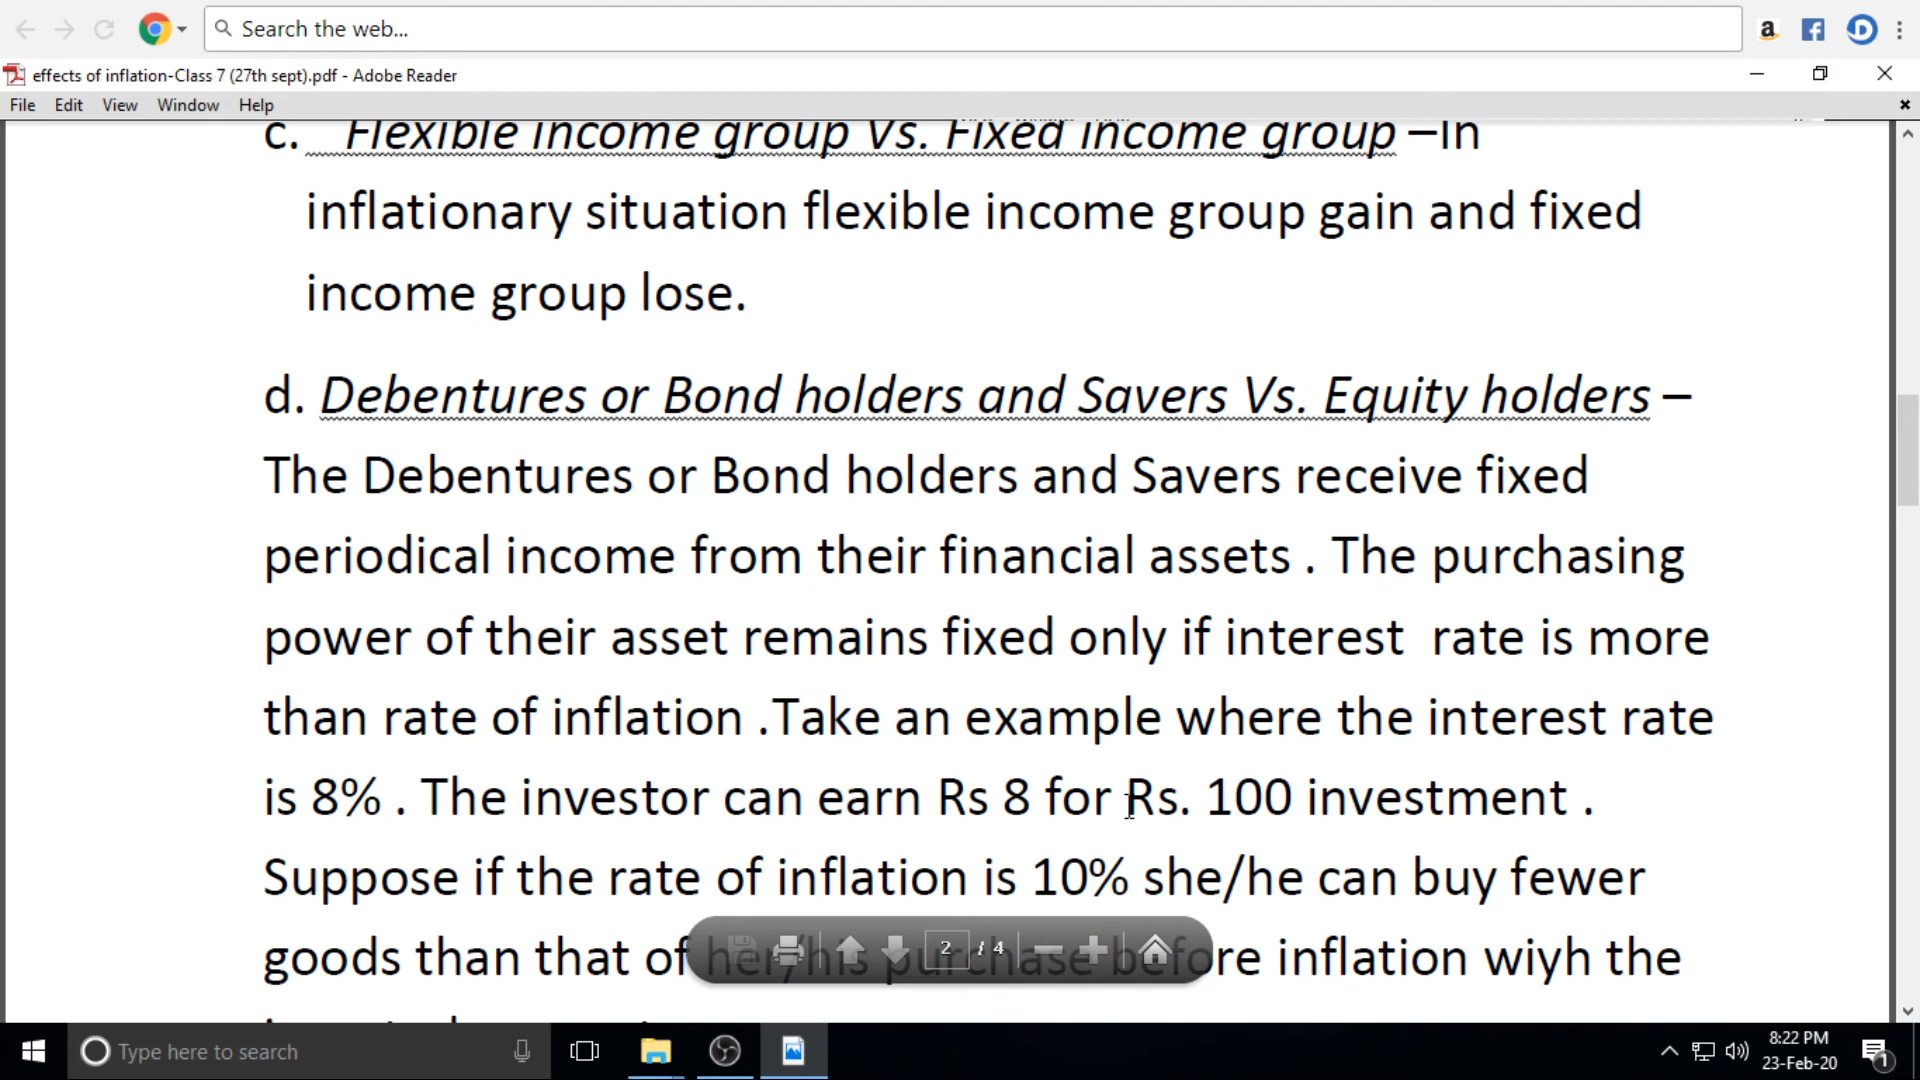 Search the web...
effects of inflation-Class 7 (27th sept).pdf - Adobe Reader
File Edit View Window Help
c. Flexible income group Vs. Fixed income group –In
inflationary situation flexible income group gain and fixed
income group lose.
d. Debentures or Bond holders and Savers Vs. Equity holders –
The Debentures or Bond holders and Savers receive fixed
periodical income from their financial assets . The purchasing
power of their asset remains fixed only if interest rate is more
than rate of inflation .Take an example where the interest rate
is 8% . The investor can earn Rs 8 for Rs. 100 investment .
Suppose if the rate of inflation is 10% she/he can buy fewer
goods than that of her/his purchase before inflation wiyh the
2 / 4
Type here to search
8:22 PM
23-Feb-20
1